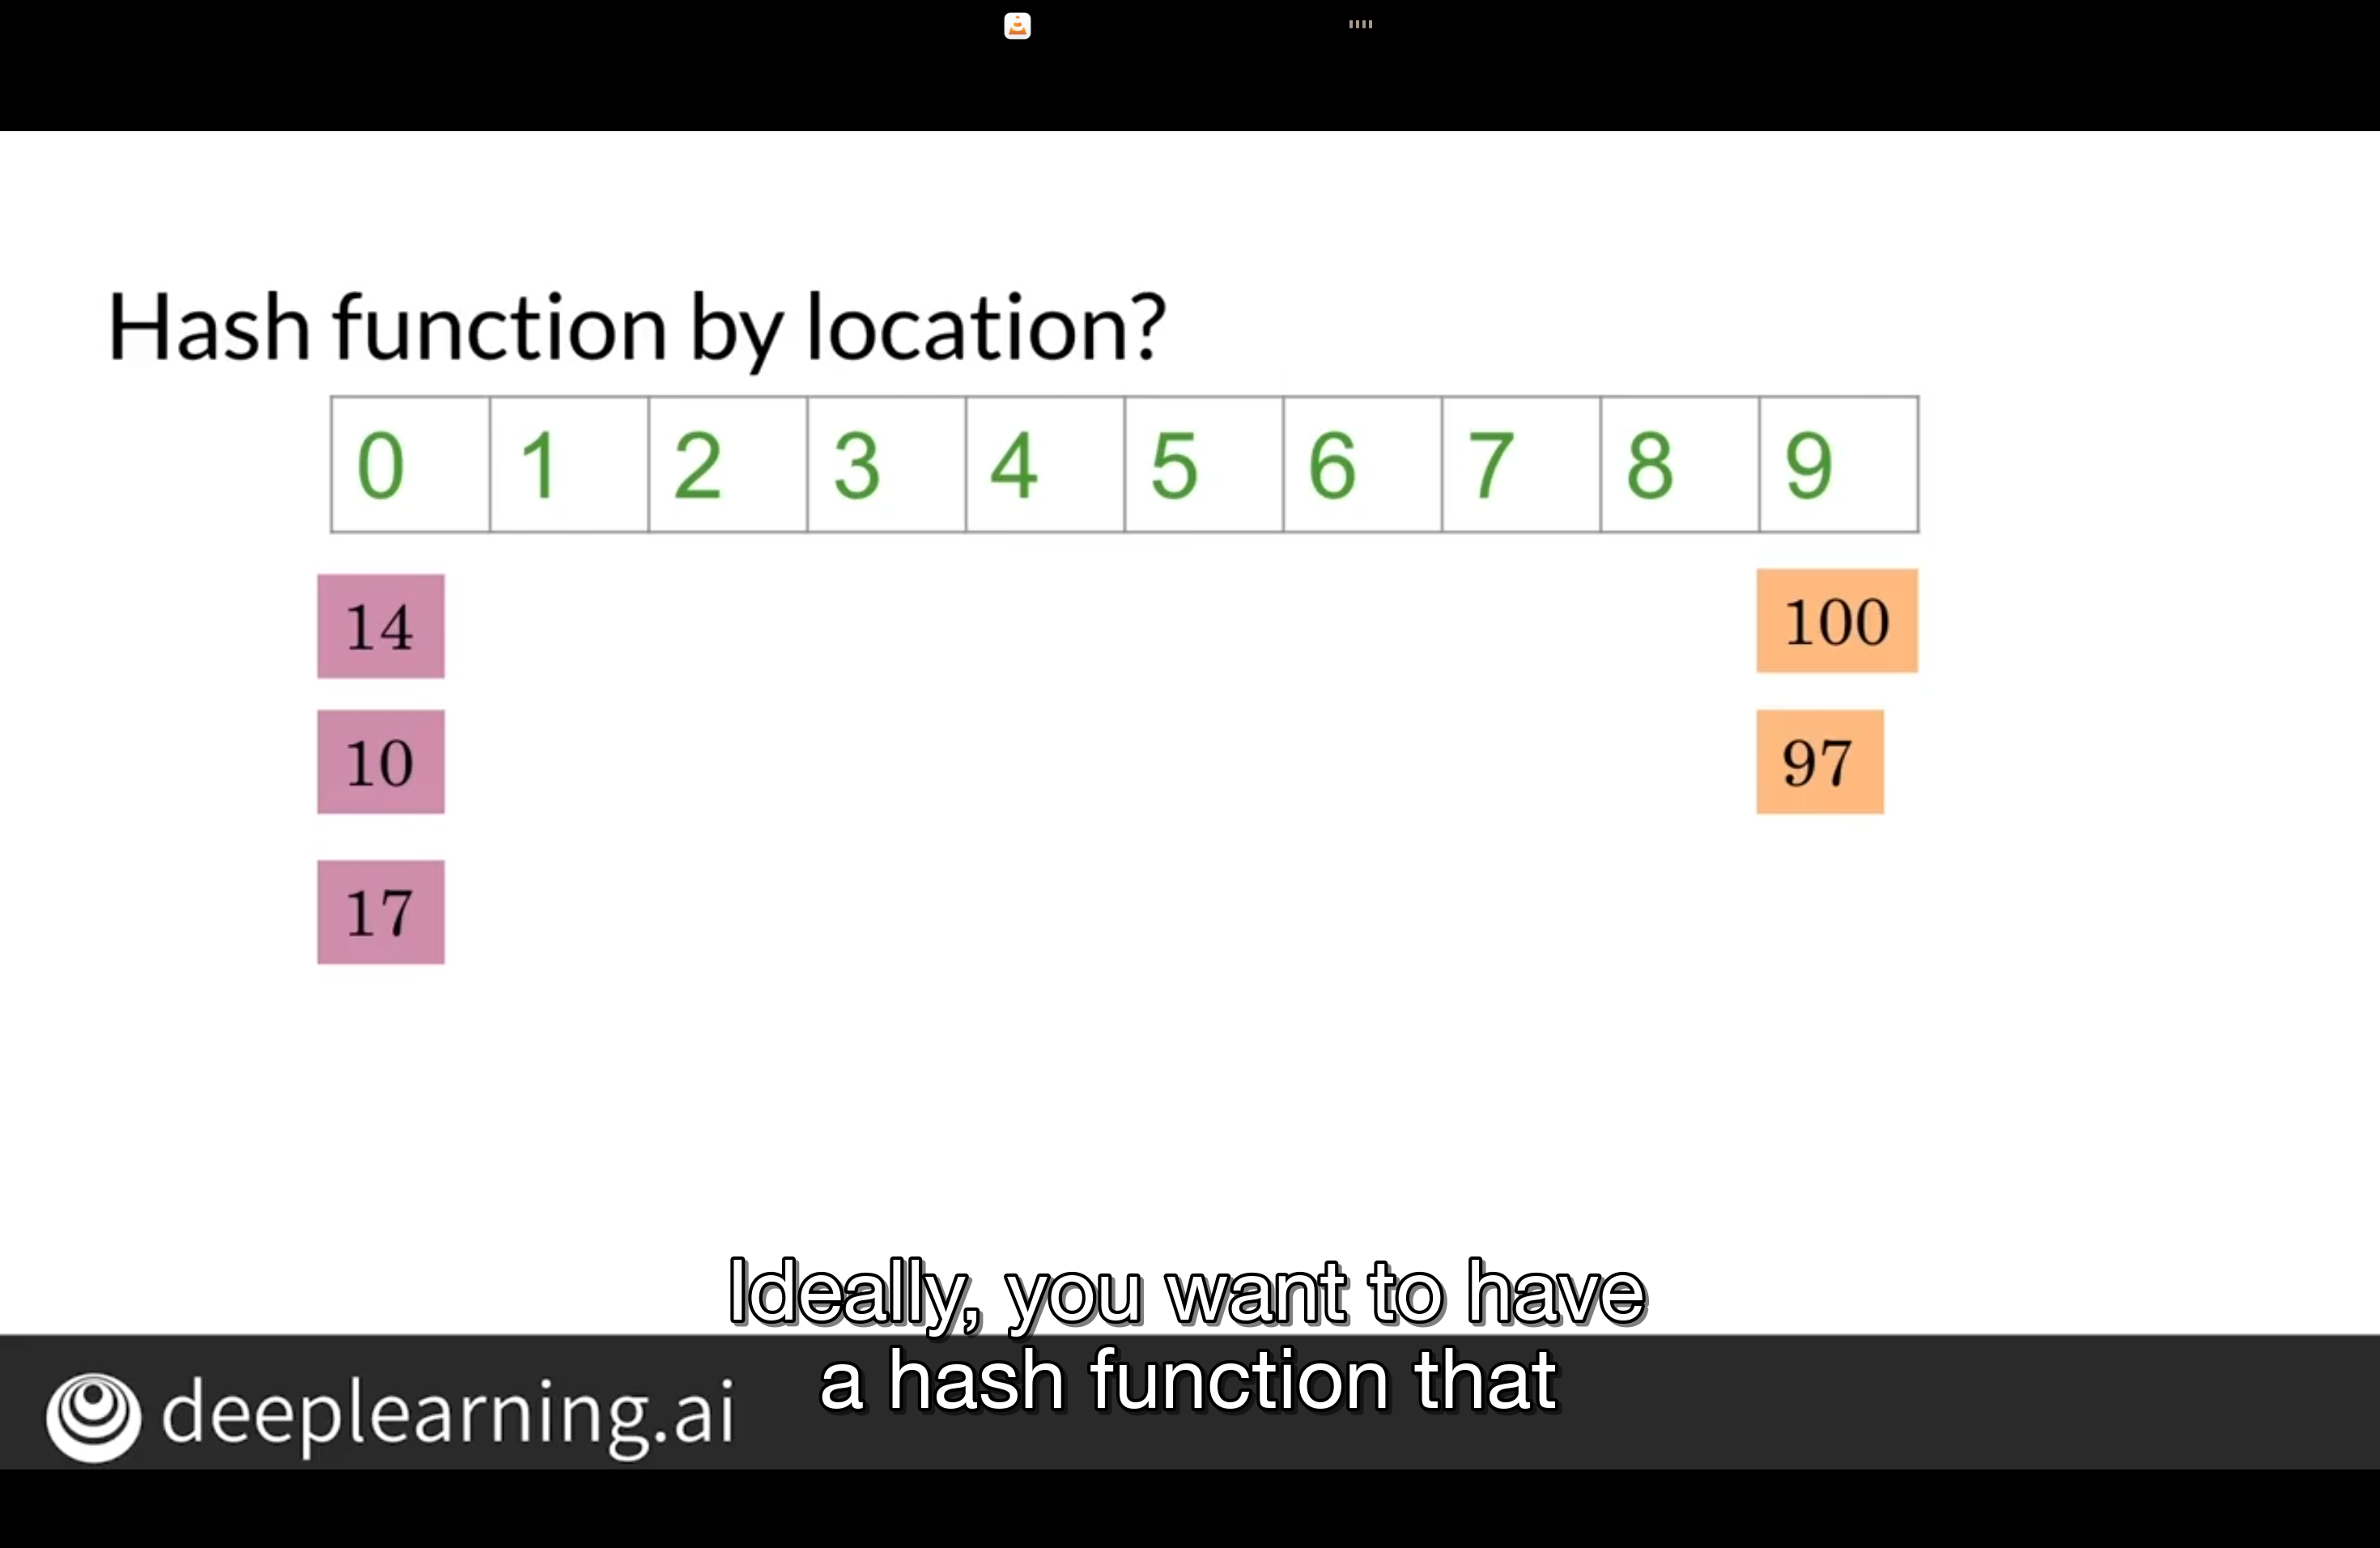 Hash function by location?
0 1 2 3 4 5 6 7 8 9
14 100
10 97
17
Ideally, you want to have
a hash function that
deeplearning.ai